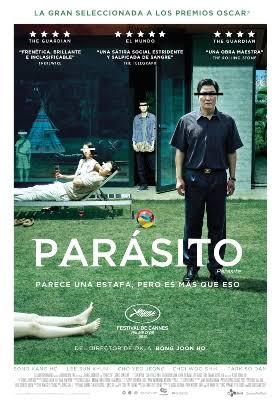 LA GRAN SELECCIONADA A LOS PREMIOS OSCAR®
★★★★
THE GUARDIAN
"FRENÉTICA, BRILLANTE
E INCLASIFICABLE"
INDIEWIRE
★★★★★
EL MUNDO
"UNA SÁTIRA SOCIAL ESTRIDENTE
Y SALPICADA DE SANGRE"
THE TELEGRAPH
★★★★
THE GUARDIAN
"UNA OBRA MAESTRA"
THE ROLLING STONE
PARÁSITO
Parasite
PARECE UNA ESTAFA, PERO ES MÁS QUE ESO
FESTIVAL DE CANNES
DEL DIRECTOR DE OKJA BONG JOON HO
SONG KANG HO LEE SUN KYUN CHO YEO JEONG CHOI WOO SHIK PARK SO DAM